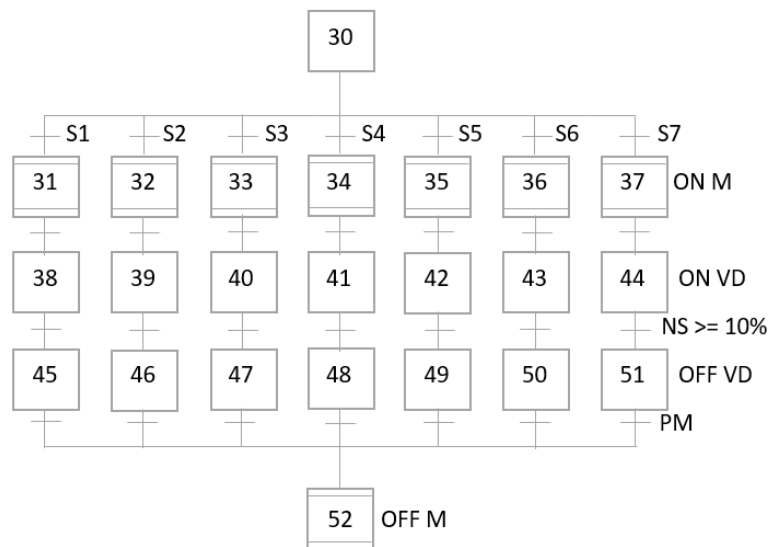 30
S1 S2 S3 S4 S5 S6 S7
31 32 33 34 35 36 37 ON M
38 39 40 41 42 43 44 ON VD
NS >= 10%
45 46 47 48 49 50 51 OFF VD
PM
52 OFF M